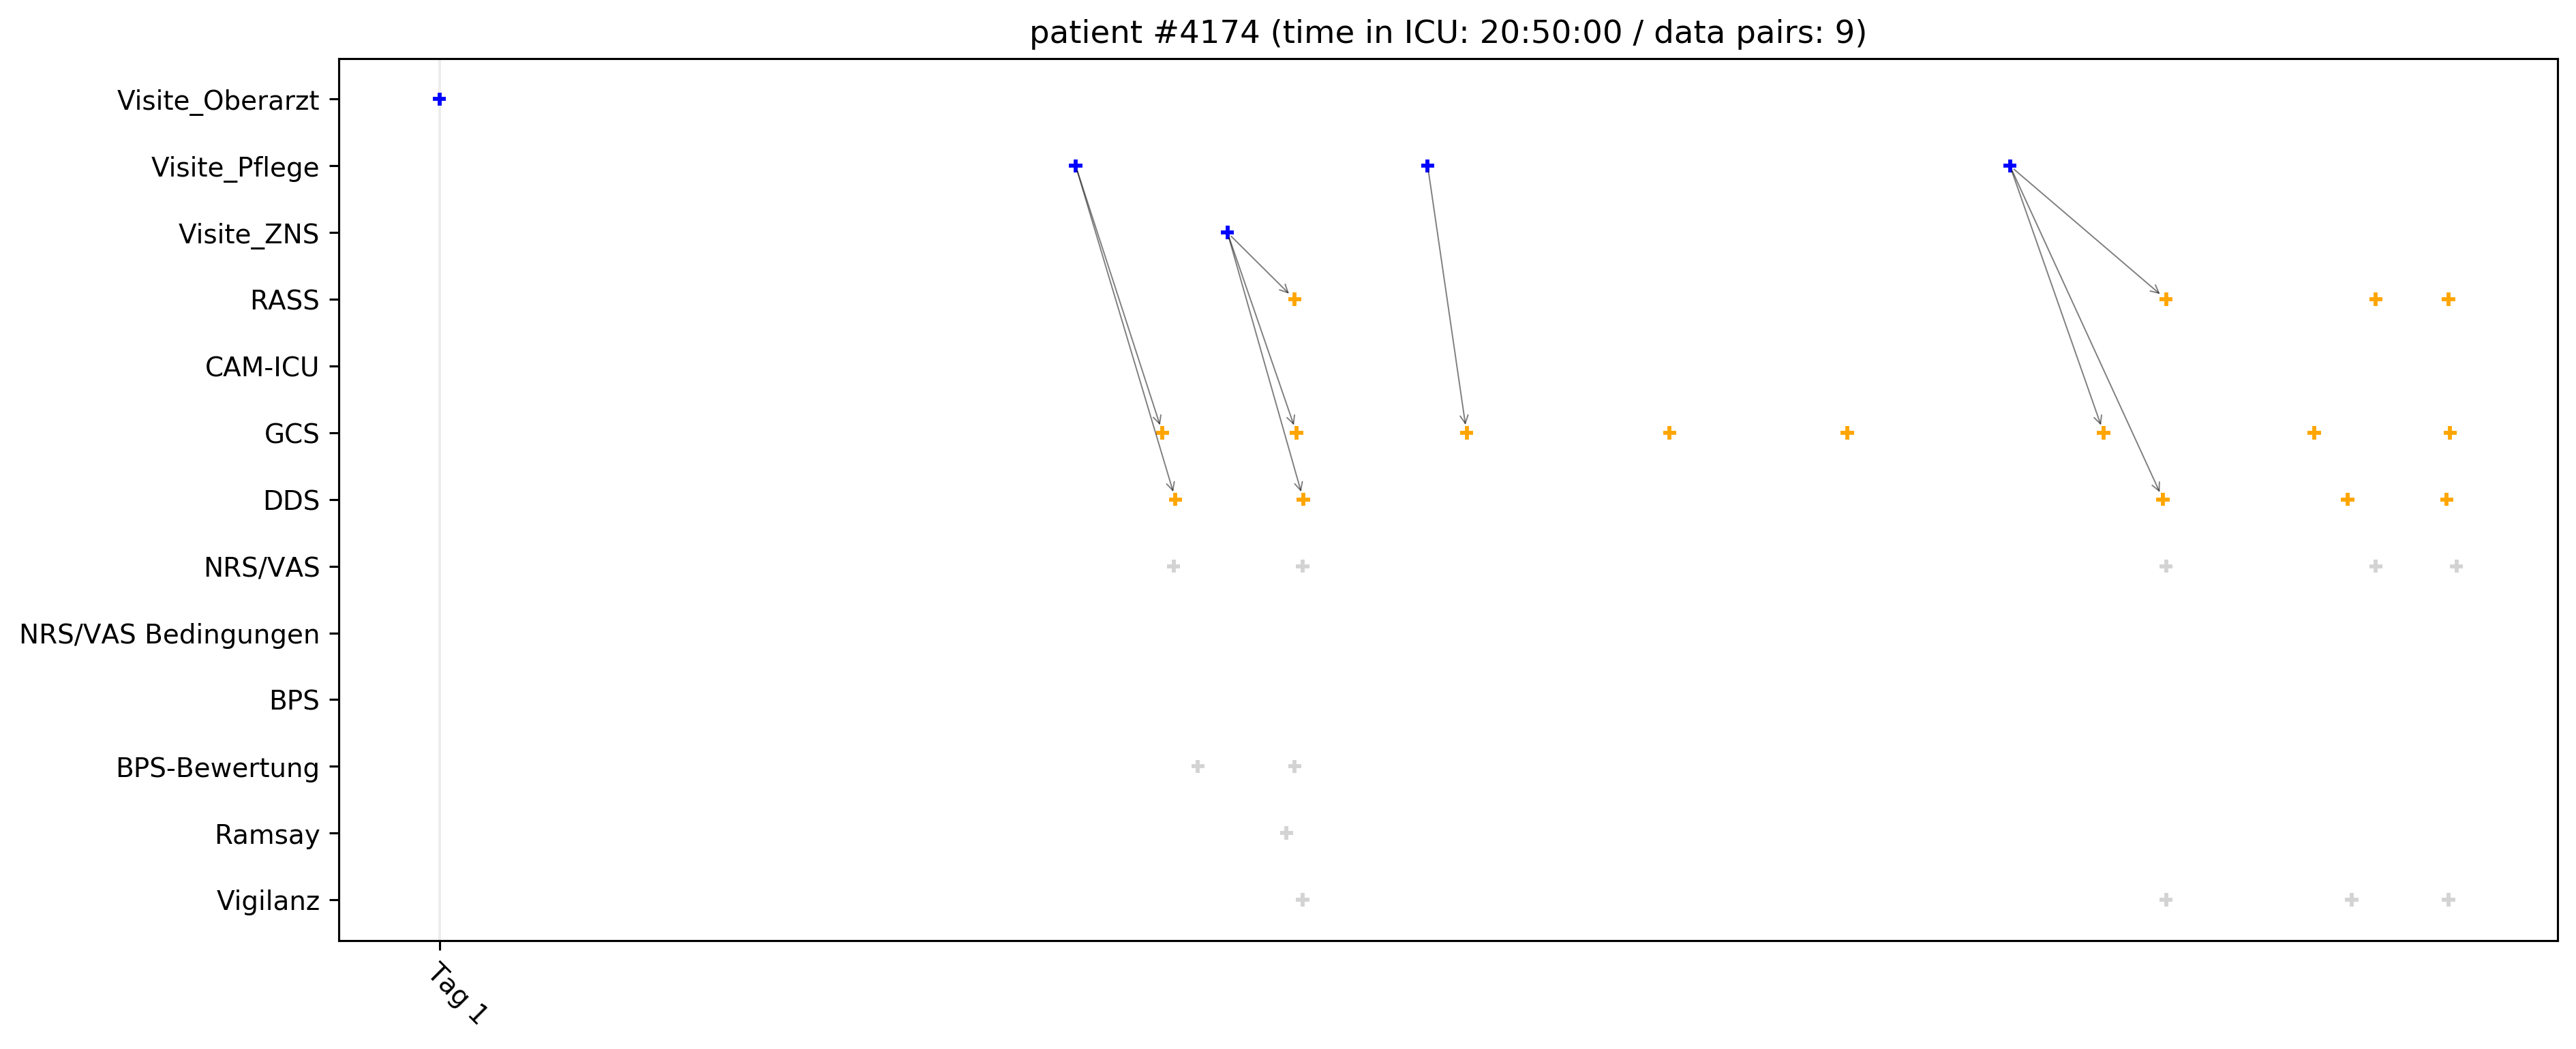 patient #4174 (time in ICU: 20:50:00 / data pairs: 9)
Visite_Oberarzt
Visite_Pflege
Visite_ZNS
RASS
CAM-ICU
GCS
DDS
NRS/VAS
NRS/VAS Bedingungen
BPS
BPS-Bewertung
Ramsay
Vigilanz
Tag 1